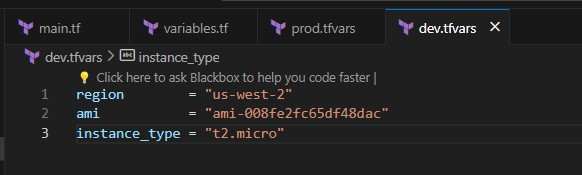 main.tf variables.tf prod.tfvars dev.tfvars
dev.tfvars > instance_type
Click here to ask Blackbox to help you code faster |
1 region = "us-west-2"
2 ami = "ami-008fe2fc65df48dac"
3 instance_type = "t2.micro"